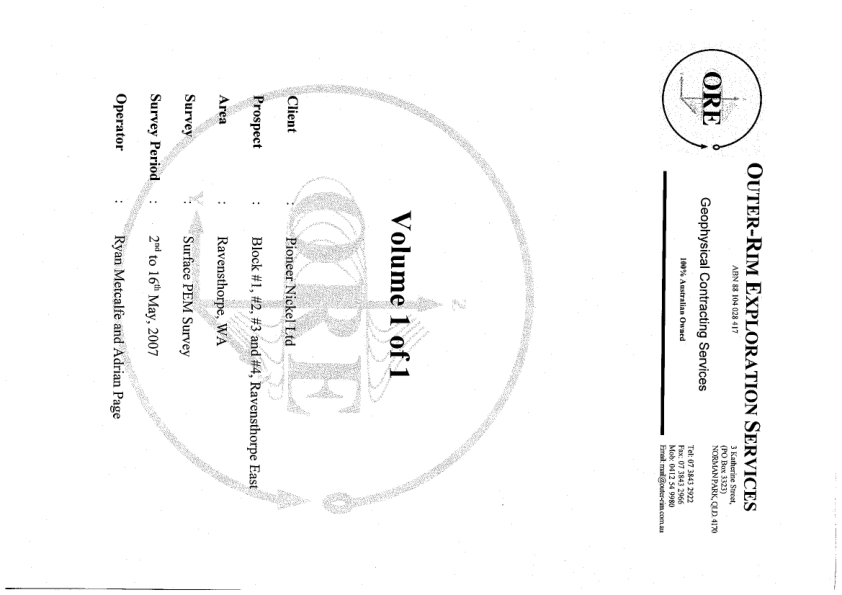 ORE
OUTER-RIM EXPLORATION SERVICES
ABN 88 104 028 417
Geophysical Contracting Services
100% Australian Owned
3 Katherine Street,
(PO Box 3323)
NORMAN PARK, QLD. 4170
Tel: 07 3843 2922
Fax: 07 3843 2966
Mob: 0412 54 9980
Email: mail@outer-rim.com.au
Volume 1 of 1
ORE
Z
Y
Client : Pioneer Nickel Ltd
Prospect : Block #1, #2, #3 and #4, Ravensthorpe East
Area : Ravensthorpe, WA
Survey : Surface PEM Survey
Survey Period : 2nd to 16th May, 2007
Operator : Ryan Metcalfe and Adrian Page